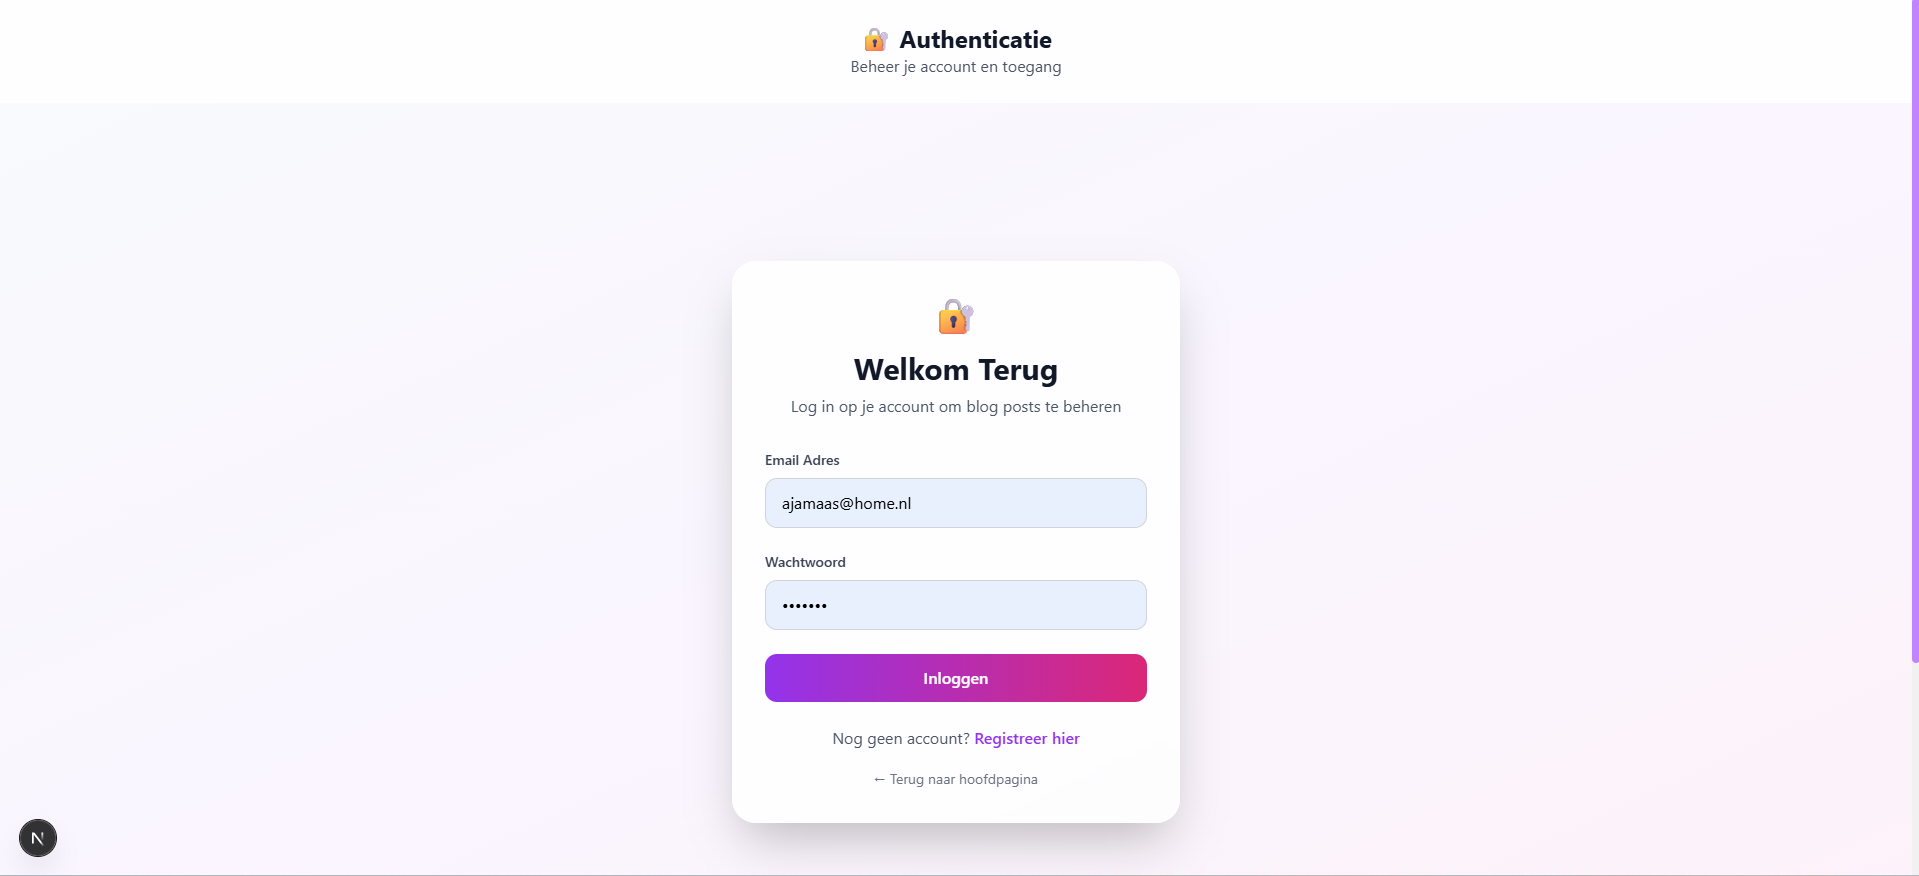 Authenticatie
Beheer je account en toegang
Welkom Terug
Log in op je account om blog posts te beheren
Email Adres
ajamaas@home.nl
Wachtwoord
•••••••
Inloggen
Nog geen account? Registreer hier
← Terug naar hoofdpagina
N